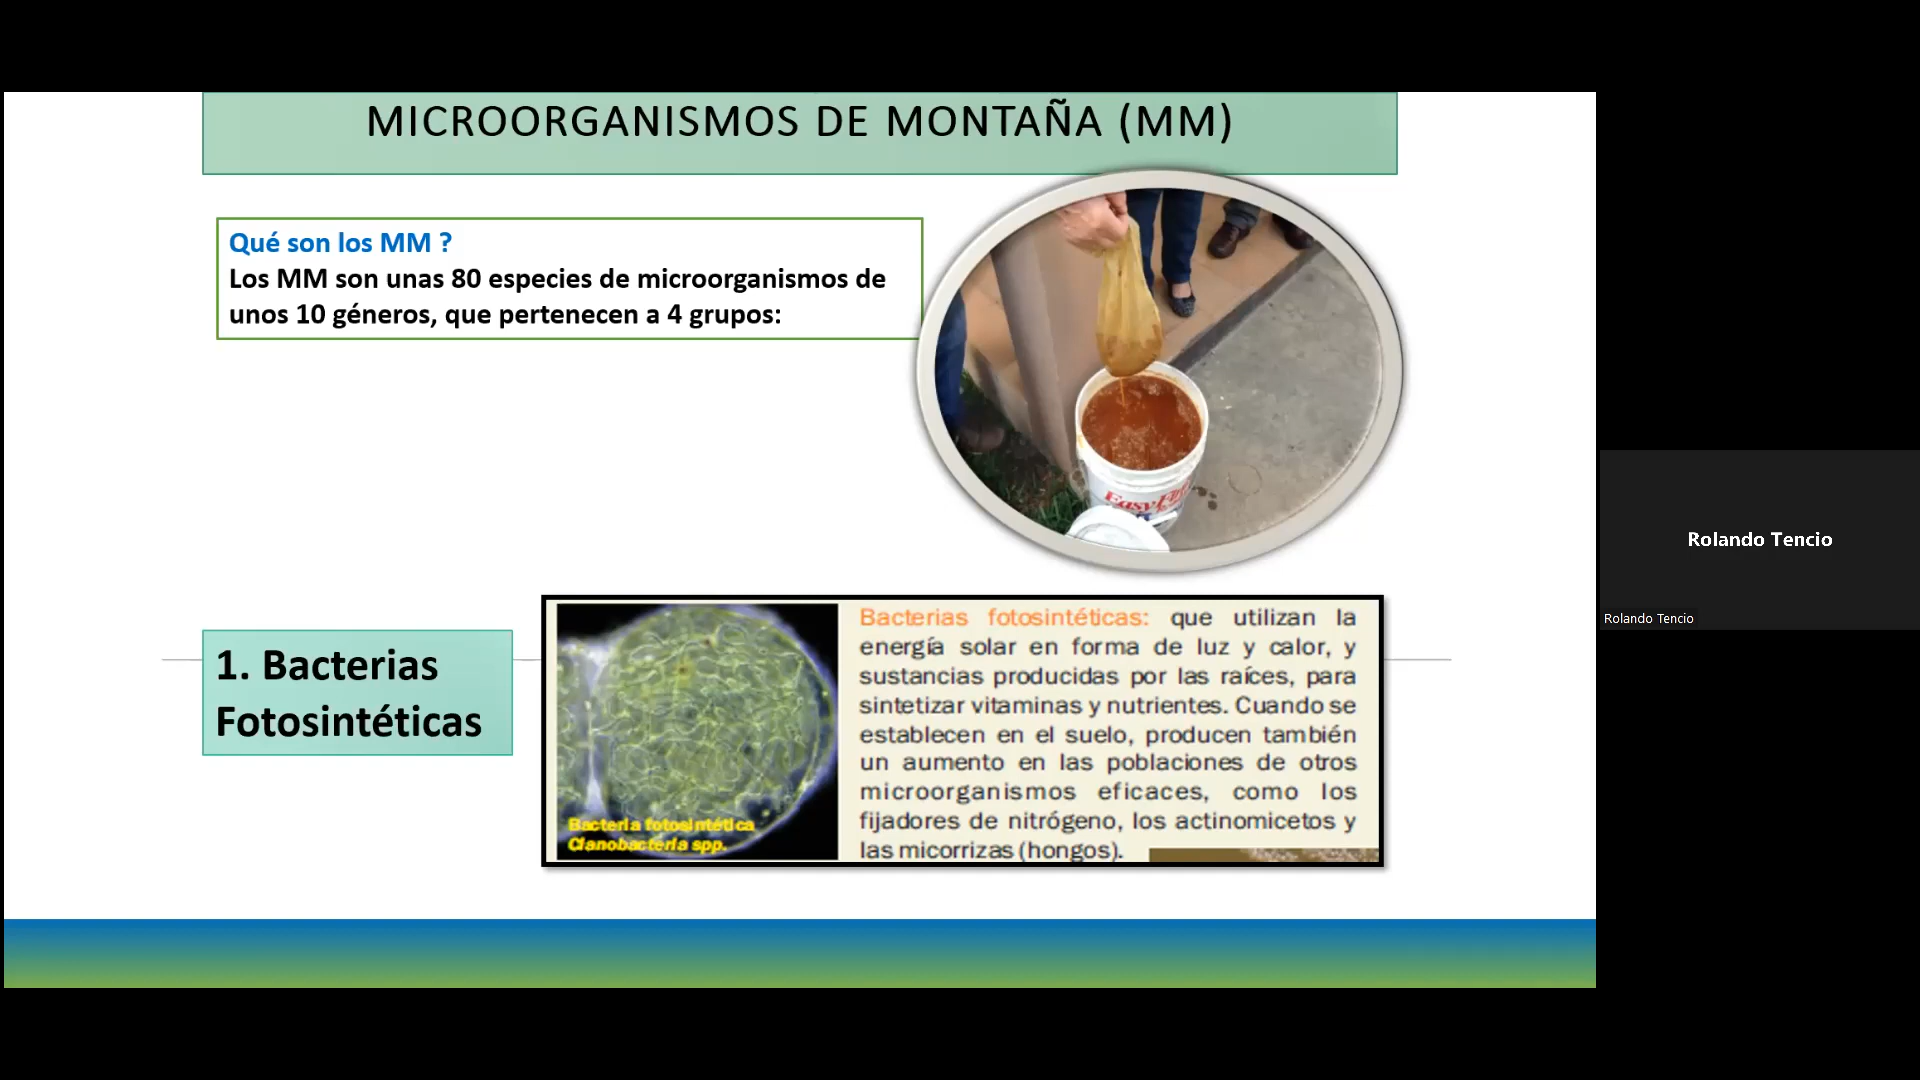 MICROORGANISMOS DE MONTAÑA (MM)
Qué son los MM ?
Los MM son unas 80 especies de microorganismos de
unos 10 géneros, que pertenecen a 4 grupos:
1. Bacterias
Fotosintéticas
Bacteria fotosintética
Cianobacteria spp.
Bacterias fotosintéticas: que utilizan la
energía solar en forma de luz y calor, y
sustancias producidas por las raíces, para
sintetizar vitaminas y nutrientes. Cuando se
establecen en el suelo, producen también
un aumento en las poblaciones de otros
microorganismos eficaces, como los
fijadores de nitrógeno, los actinomicetos y
las micorrizas (hongos).
Rolando Tencio
Rolando Tencio